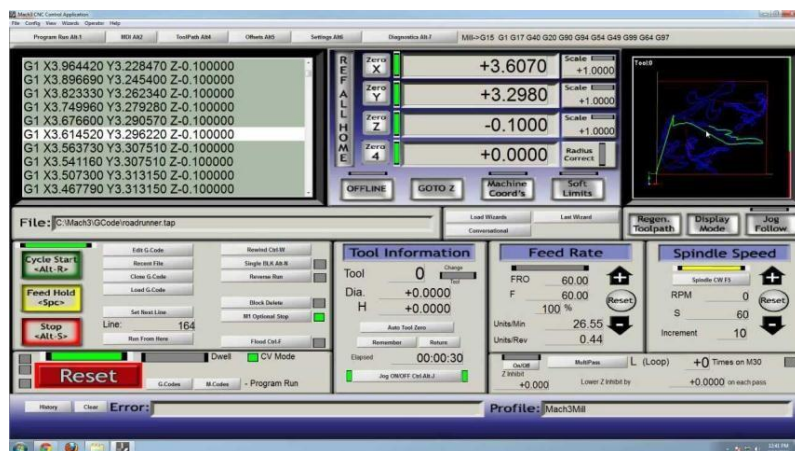 Mach3 CNC Control Application
File Config View Wizards Operator Help
Program Run Alt-1 MDI Alt2 ToolPath Alt4 Offsets Alt5 Settings Alt6 Diagnostics Alt-7 Mill->G15 G1 G17 G40 G20 G90 G94 G54 G49 G99 G64 G97
G1 X3.964420 Y3.228470 Z-0.100000
G1 X3.896690 Y3.245400 Z-0.100000
G1 X3.823330 Y3.262340 Z-0.100000
G1 X3.749960 Y3.279280 Z-0.100000
G1 X3.676600 Y3.290570 Z-0.100000
G1 X3.614520 Y3.296220 Z-0.100000
G1 X3.563730 Y3.307510 Z-0.100000
G1 X3.541160 Y3.307510 Z-0.100000
G1 X3.507300 Y3.313150 Z-0.100000
G1 X3.467790 Y3.313150 Z-0.100000
REF ALL HOME
Zero X +3.6070 Scale +1.0000
Zero Y +3.2980 Scale +1.0000
Zero Z -0.1000 Scale +1.0000
Zero 4 +0.0000 Radius Correct
OFFLINE GOTO Z Machine Coord's Soft Limits
Tool:0
File: C:\Mach3\GCode\roadrunner.tap
Load Wizards Last Wizard
Conversational
Regen. Toolpath Display Mode Jog Follow
Cycle Start <Alt-R>
Feed Hold <Spc>
Stop <Alt-S>
Edit G-Code Rewind Ctrl-W
Recent File Single BLK Alt-N
Close G-Code Reverse Run
Load G-Code
Block Delete
Set Next Line M1 Optional Stop
Line: 164
Run From Here Flood Ctrl-F
Dwell CV Mode
Reset
G-Codes M-Codes - Program Run
Tool Information
Tool 0 Change Tool
Dia. +0.0000
H +0.0000
Auto Tool Zero
Remember Return
Elapsed 00:00:30
Jog ON/OFF Ctrl-Alt-J
Feed Rate
FRO 60.00
F 60.00 Reset
100 %
Units/Min 26.55
Units/Rev 0.44
Spindle Speed
Spindle CW F5
RPM 0 Reset
S 60
Increment 10
On/Off MultiPass L (Loop) +0 Times on M30
Z Inhibit
+0.000 Lower Z Inhibit by +0.0000 on each pass
History Clear Error: Profile: Mach3Mill
12:41 PM